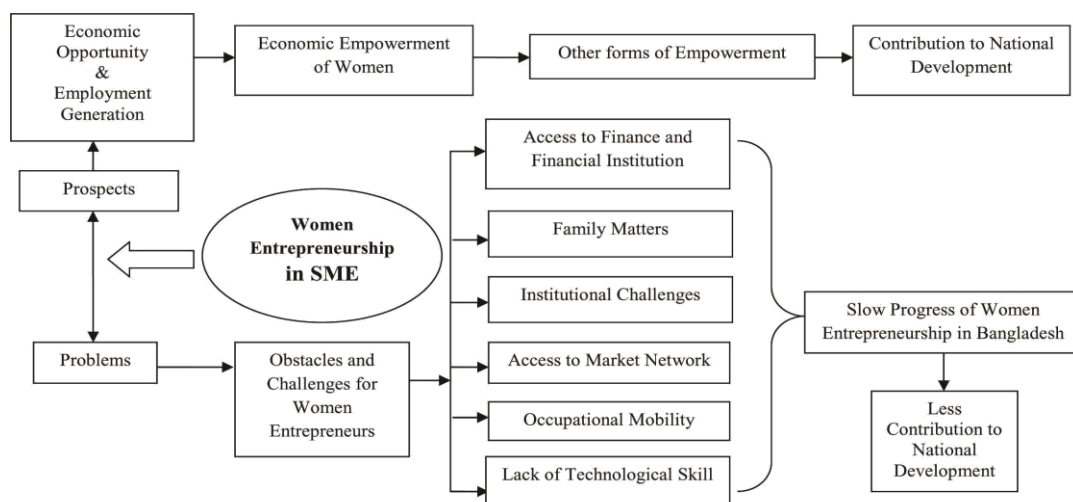 Economic
Opportunity
&
Employment
Generation
Economic Empowerment
of Women
Other forms of Empowerment
Contribution to National
Development
Prospects
Women
Entrepreneurship
in SME
Problems
Obstacles and
Challenges for
Women
Entrepreneurs
Access to Finance and
Financial Institution
Family Matters
Institutional Challenges
Access to Market Network
Occupational Mobility
Lack of Technological Skill
Slow Progress of Women
Entrepreneurship in Bangladesh
Less
Contribution to
National
Development